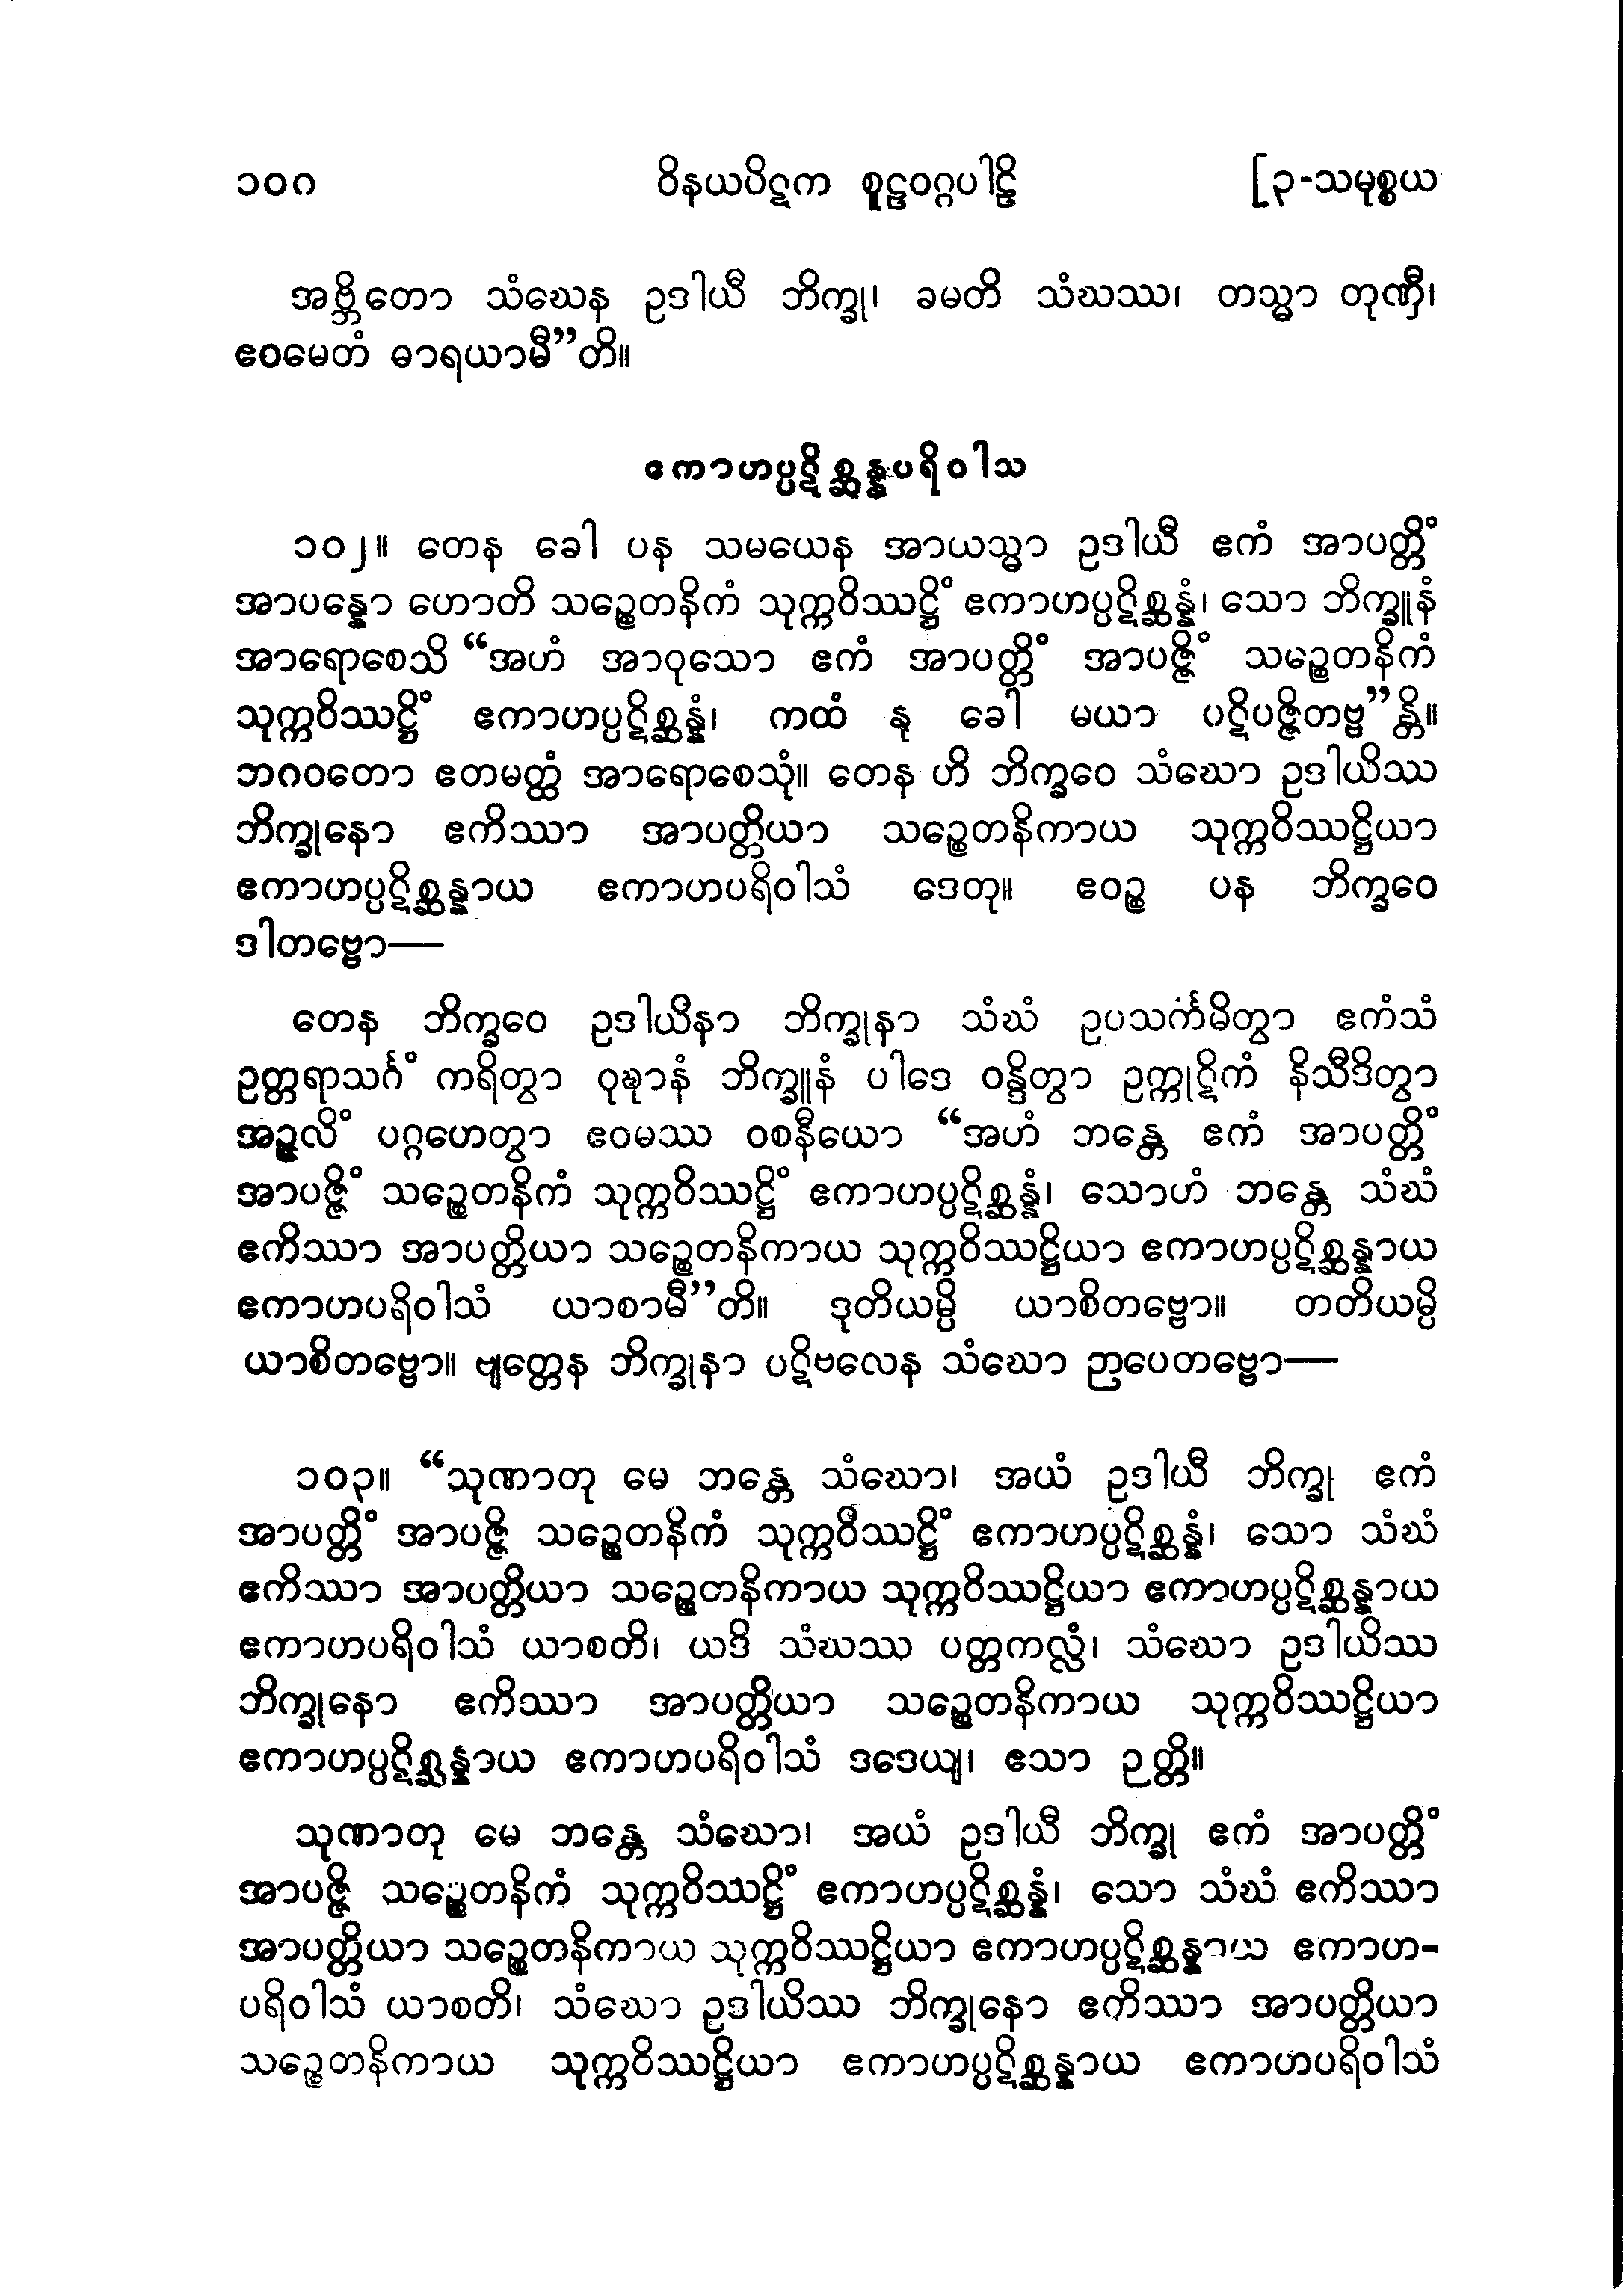 ၁၀ဂ ဝိနယပိဋက စူဠဝဂ္ဂပါဠိ [၃-သမုစ္စယ
အဗ္ဘိတော သံဃေန ဥဒါယီ ဘိက္ခု၊ ခမတိ သံဃဿ၊ တသ္မာ တုဏှီ၊
ဧဝမေတံ ဓာရယာမီ”တိ။
ဧကာဟပ္ပဋိစ္ဆန္နပရိဝါသ
၁၀၂။ တေန ခေါ ပန သမယေန အာယသ္မာ ဥဒါယီ ဧကံ အာပတ္တိံ
အာပန္နော ဟောတိ သဉ္စေတနိကံ သုက္ကဝိဿဋ္ဌိံ ဧကာဟပ္ပဋိစ္ဆန္နံ၊ သော ဘိက္ခူနံ
အာရောစေသိ “အဟံ အာဝုသော ဧကံ အာပတ္တိံ အာပဇ္ဇိံ သဉ္စေတနိကံ
သုက္ကဝိဿဋ္ဌိံ ဧကာဟပ္ပဋိစ္ဆန္နံ၊ ကထံ နု ခေါ မယာ ပဋိပဇ္ဇိတဗ္ဗ”န္တိ။
ဘဂဝတော ဧတမတ္ထံ အာရောစေသုံ။ တေန ဟိ ဘိက္ခဝေ သံဃော ဥဒါယိဿ
ဘိက္ခုနော ဧကိဿာ အာပတ္တိယာ သဉ္စေတနိကာယ သုက္ကဝိဿဋ္ဌိယာ
ဧကာဟပ္ပဋိစ္ဆန္နာယ ဧကာဟပရိဝါသံ ဒေတု။ ဧဝဉ္စ ပန ဘိက္ခဝေ
ဒါတဗ္ဗော—
တေန ဘိက္ခဝေ ဥဒါယိနာ ဘိက္ခုနာ သံဃံ ဥပသင်္ကမိတွာ ဧကံသံ
ဥတ္တရာသင်္ဂံ ကရိတွာ ဝုဍ္ဎာနံ ဘိက္ခူနံ ပါဒေ ဝန္ဒိတွာ ဥက္ကုဋိကံ နိသီဒိတွာ
အဉ္ဇလိံ ပဂ္ဂဟေတွာ ဧဝမဿ ဝစနီယော “အဟံ ဘန္တေ ဧကံ အာပတ္တိံ
အာပဇ္ဇိံ သဉ္စေတနိကံ သုက္ကဝိဿဋ္ဌိံ ဧကာဟပ္ပဋိစ္ဆန္နံ၊ သောဟံ ဘန္တေ သံဃံ
ဧကိဿာ အာပတ္တိယာ သဉ္စေတနိကာယ သုက္ကဝိဿဋ္ဌိယာ ဧကာဟပ္ပဋိစ္ဆန္နာယ
ဧကာဟပရိဝါသံ ယာစာမီ”တိ။ ဒုတိယမ္ပိ ယာစိတဗ္ဗော။ တတိယမ္ပိ
ယာစိတဗ္ဗော။ ဗျတ္တေန ဘိက္ခုနာ ပဋိဗလေန သံဃော ဉာပေတဗ္ဗော—
၁၀၃။ “သုဏာတု မေ ဘန္တေ သံဃော၊ အယံ ဥဒါယီ ဘိက္ခု ဧကံ
အာပတ္တိံ အာပဇ္ဇိ သဉ္စေတနိကံ သုက္ကဝိဿဋ္ဌိံ ဧကာဟပ္ပဋိစ္ဆန္နံ၊ သော သံဃံ
ဧကိဿာ အာပတ္တိယာ သဉ္စေတနိကာယ သုက္ကဝိဿဋ္ဌိယာ ဧကာဟပ္ပဋိစ္ဆန္နာယ
ဧကာဟပရိဝါသံ ယာစတိ၊ ယဒိ သံဃဿ ပတ္တကလ္လံ၊ သံဃော ဥဒါယိဿ
ဘိက္ခုနော ဧကိဿာ အာပတ္တိယာ သဉ္စေတနိကာယ သုက္ကဝိဿဋ္ဌိယာ
ဧကာဟပ္ပဋိစ္ဆန္နာယ ဧကာဟပရိဝါသံ ဒဒေယျ၊ ဧသာ ဉတ္တိ။
သုဏာတု မေ ဘန္တေ သံဃော၊ အယံ ဥဒါယီ ဘိက္ခု ဧကံ အာပတ္တိံ
အာပဇ္ဇိ သဉ္စေတနိကံ သုက္ကဝိဿဋ္ဌိံ ဧကာဟပ္ပဋိစ္ဆန္နံ၊ သော သံဃံ ဧကိဿာ
အာပတ္တိယာ သဉ္စေတနိကာယ သုက္ကဝိဿဋ္ဌိယာ ဧကာဟပ္ပဋိစ္ဆန္နာယ ဧကာဟ-
ပရိဝါသံ ယာစတိ၊ သံဃော ဥဒါယိဿ ဘိက္ခုနော ဧကိဿာ အာပတ္တိယာ
သဉ္စေတနိကာယ သုက္ကဝိဿဋ္ဌိယာ ဧကာဟပ္ပဋိစ္ဆန္နာယ ဧကာဟပရိဝါသံ